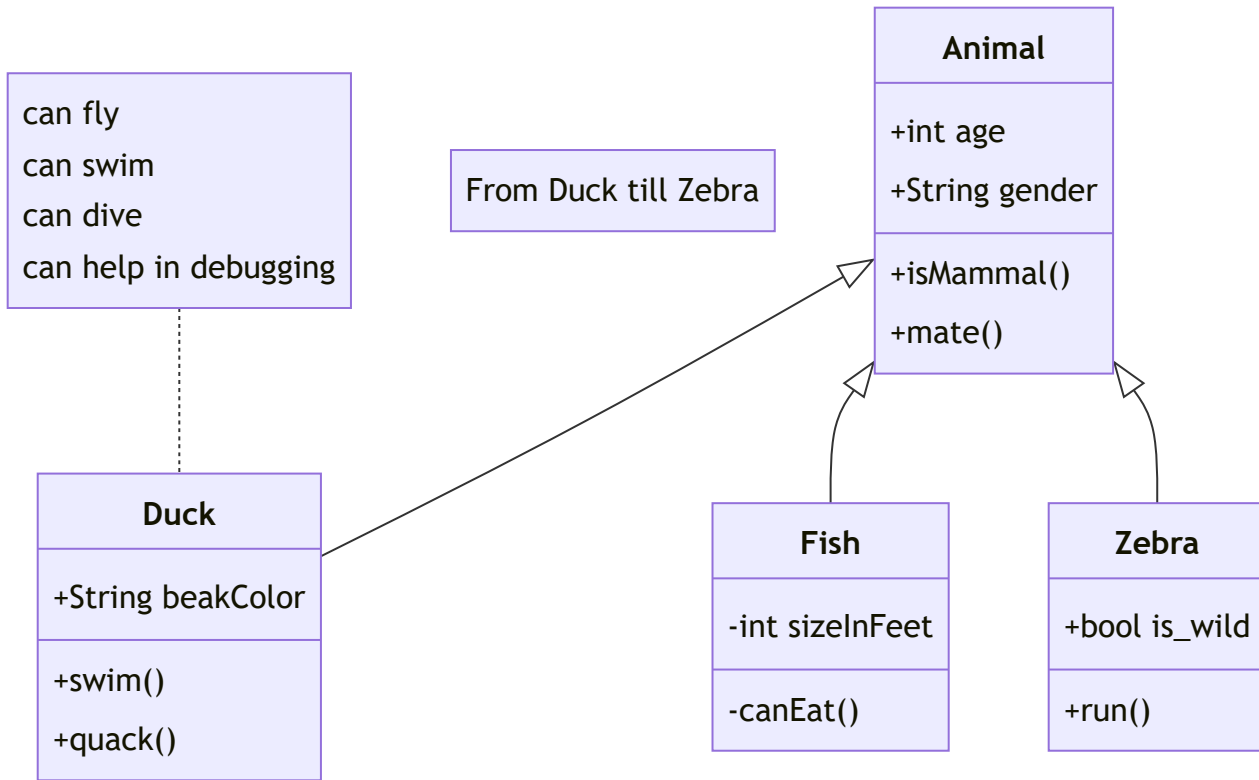 can fly
can swim
can dive
can help in debugging
From Duck till Zebra
Animal
+int age
+String gender
+isMammal()
+mate()
Duck
+String beakColor
+swim()
+quack()
Fish
-int sizeInFeet
-canEat()
Zebra
+bool is_wild
+run()